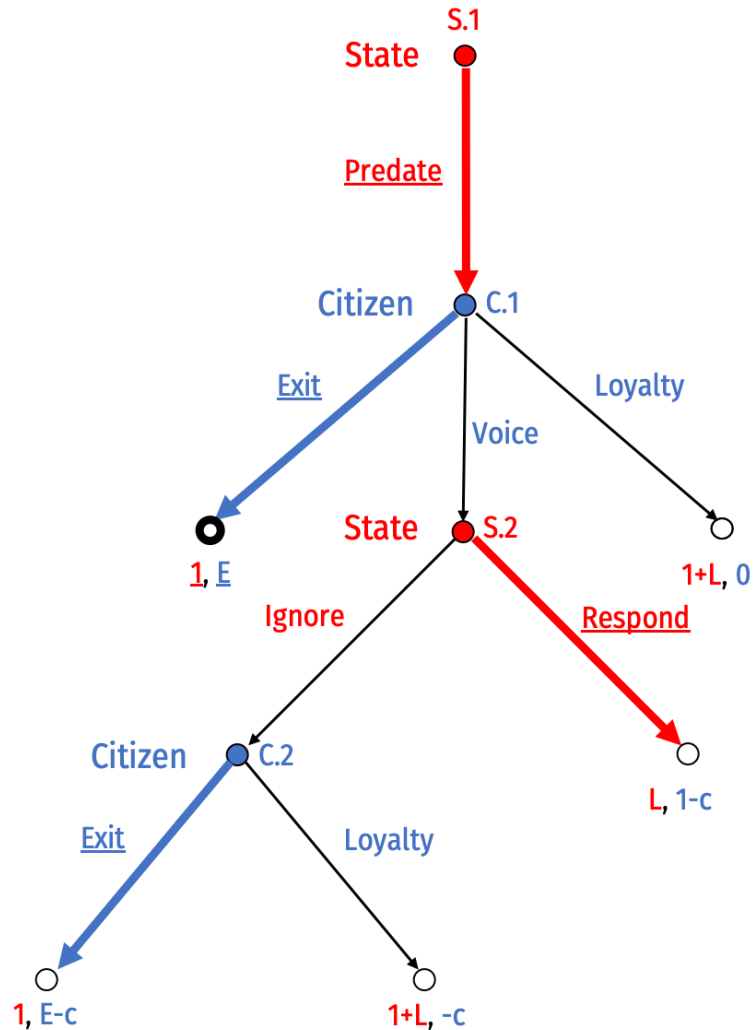 S.1
State
Predate
Citizen C.1
Exit
Voice
Loyalty
State S.2
1, E
1+L, 0
Ignore
Respond
Citizen C.2
L, 1-c
Exit
Loyalty
1, E-c
1+L, -c